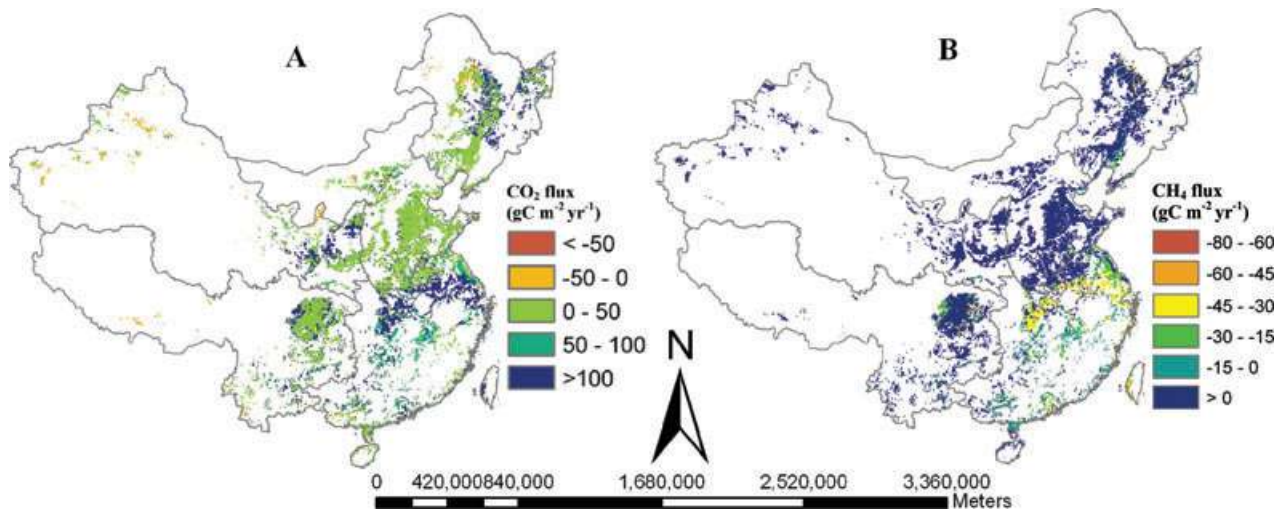 A
B
CO₂ flux
(gC m⁻² yr⁻¹)
< -50
-50 - 0
0 - 50
50 - 100
>100
CH₄ flux
(gC m⁻² yr⁻¹)
-80 - -60
-60 - -45
-45 - -30
-30 - -15
-15 - 0
> 0
N
0 420,000840,000 1,680,000 2,520,000 3,360,000
Meters